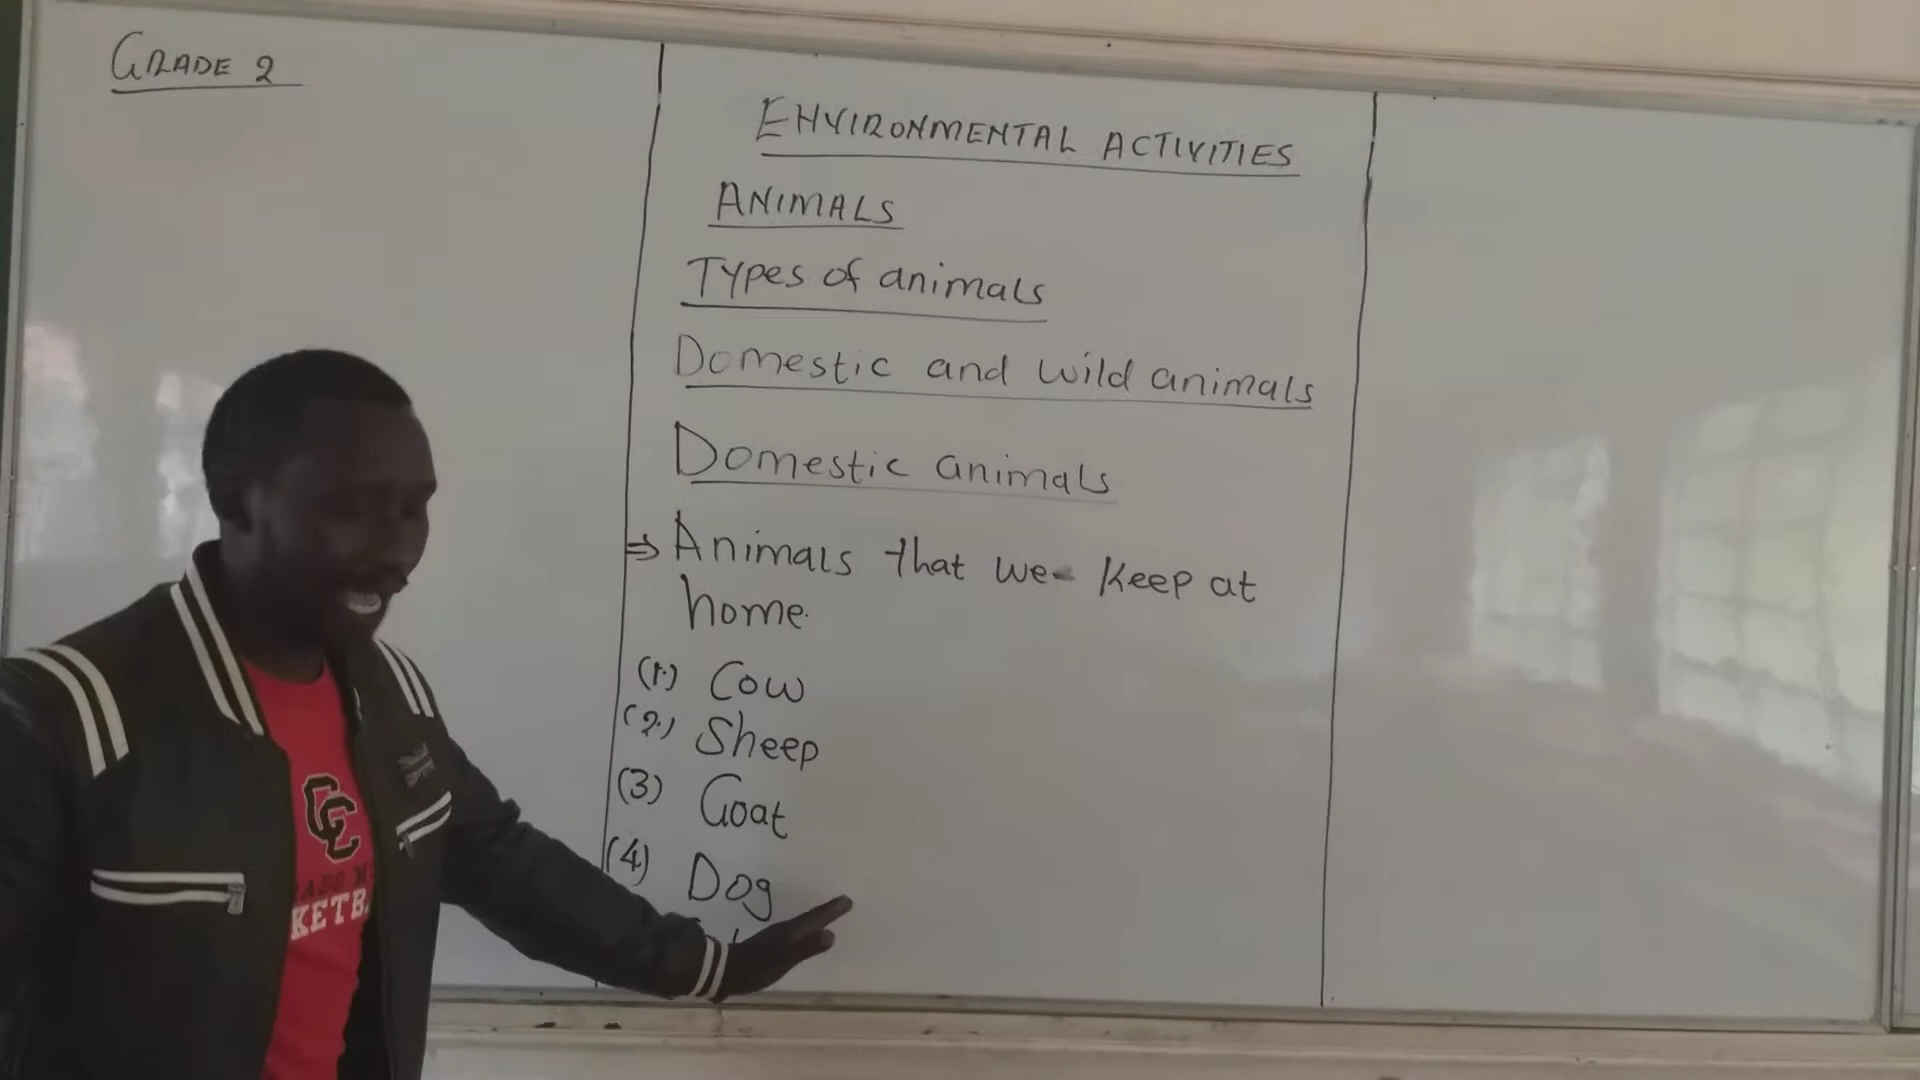 GRADE 2
ENVIRONMENTAL ACTIVITIES
ANIMALS
Types of animals
Domestic and wild animals
Domestic animals
⇒ Animals that we keep at
home.
(1.) Cow
(2.) Sheep
(3) Goat
(4) Dog
CC